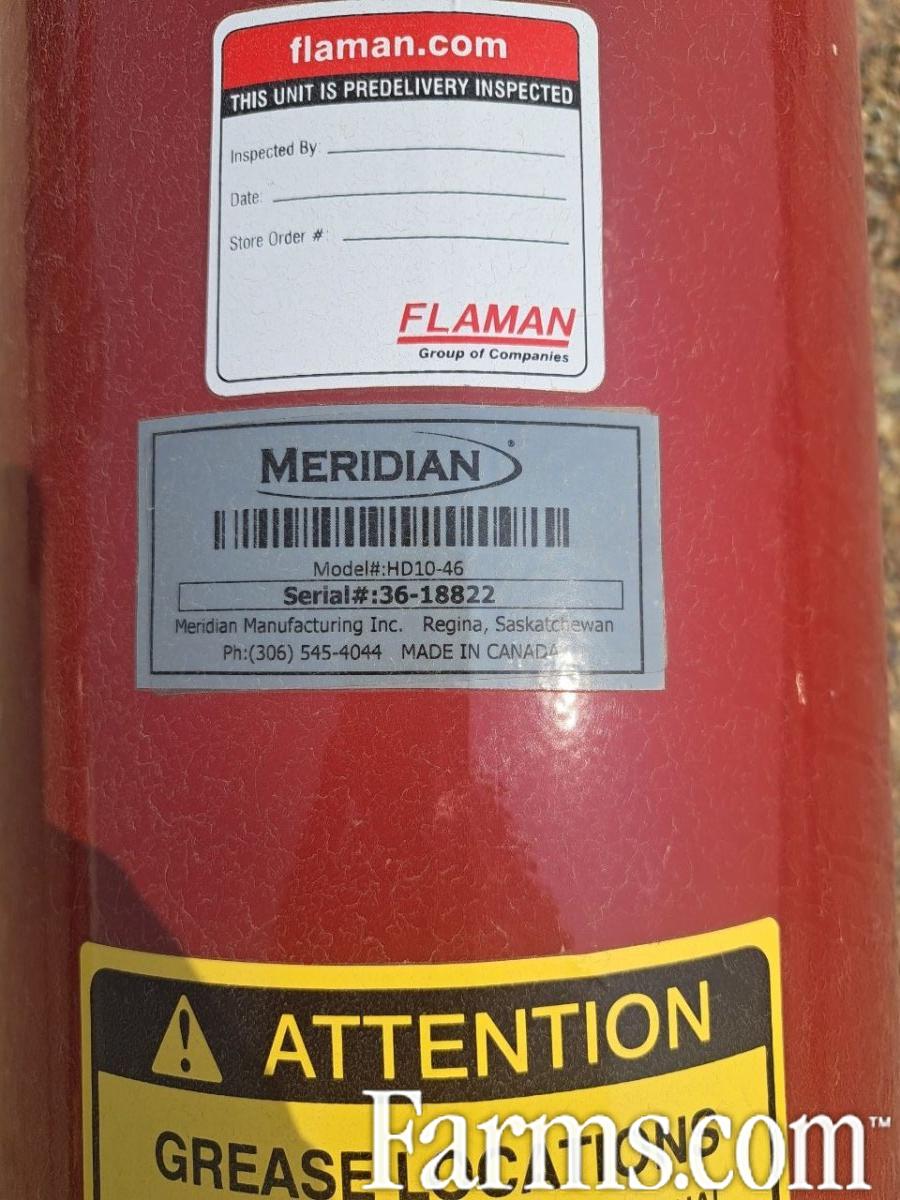 flaman.com
THIS UNIT IS PREDELIVERY INSPECTED
Inspected By:
Date:
Store Order #:
FLAMAN
Group of Companies
MERIDIAN®
Model#:HD10-46
Serial#:36-18822
Meridian Manufacturing Inc. Regina, Saskatchewan
Ph:(306) 545-4044 MADE IN CANADA
ATTENTION
GREASE LOCATIONS
Farms.com™